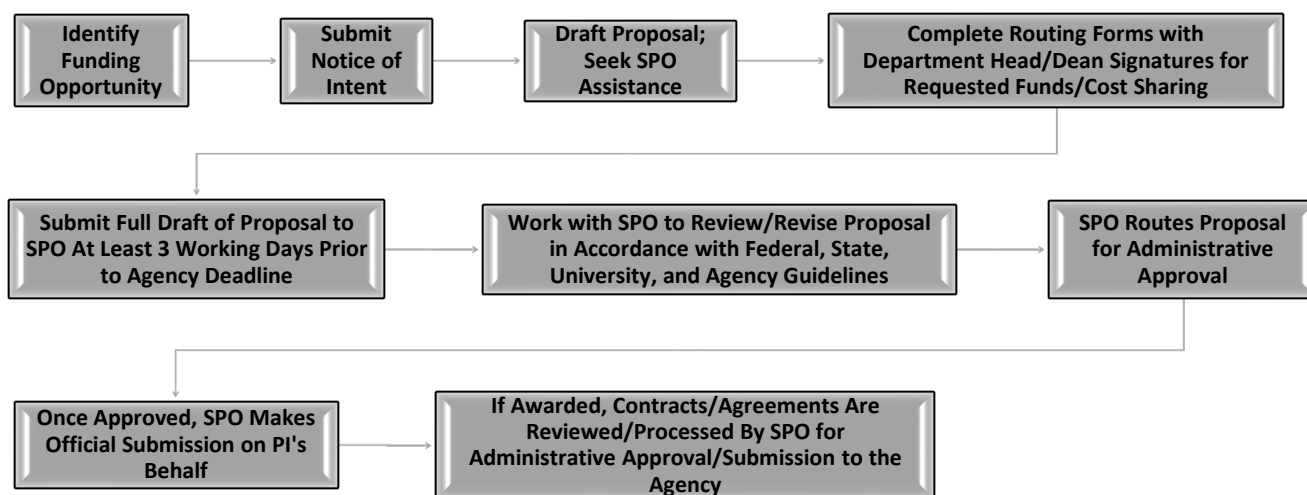 Identify
Funding
Opportunity
Submit
Notice of
Intent
Draft Proposal;
Seek SPO
Assistance
Complete Routing Forms with
Department Head/Dean Signatures for
Requested Funds/Cost Sharing
Submit Full Draft of Proposal to
SPO At Least 3 Working Days Prior
to Agency Deadline
Work with SPO to Review/Revise Proposal
in Accordance with Federal, State,
University, and Agency Guidelines
SPO Routes Proposal
for Administrative
Approval
Once Approved, SPO Makes
Official Submission on PI's
Behalf
If Awarded, Contracts/Agreements Are
Reviewed/Processed By SPO for
Administrative Approval/Submission to the
Agency